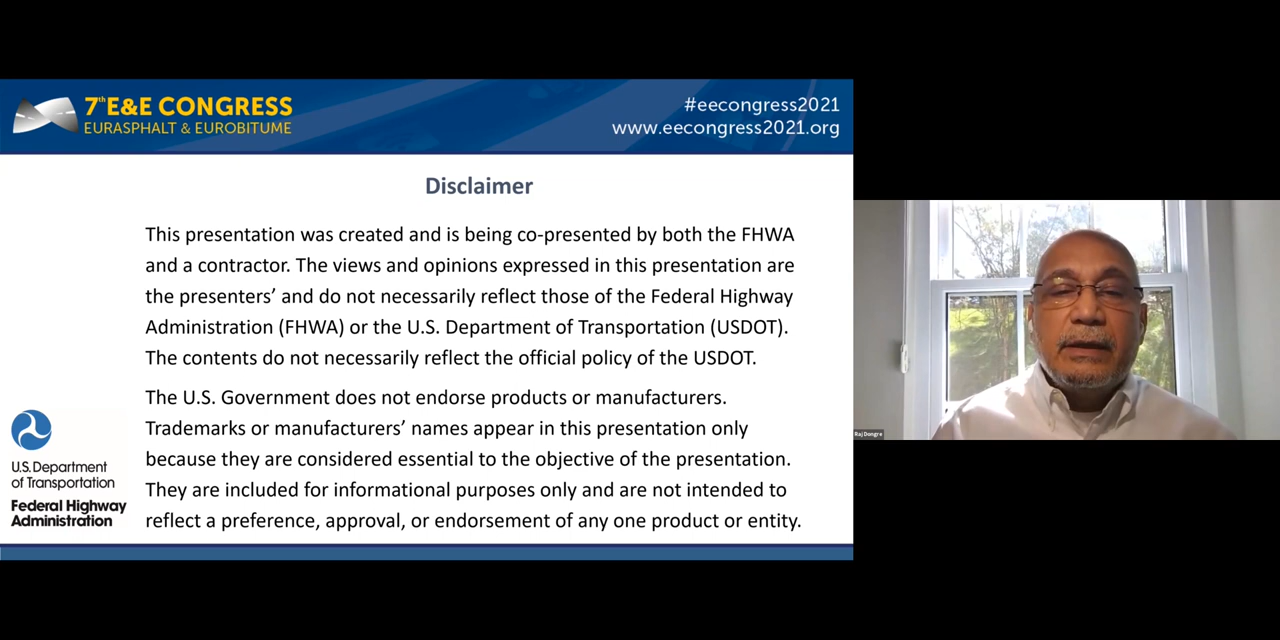 7th E&E CONGRESS
EURASPHALT & EUROBITUME
#eecongress2021
www.eecongress2021.org
Disclaimer
This presentation was created and is being co-presented by both the FHWA
and a contractor. The views and opinions expressed in this presentation are
the presenters’ and do not necessarily reflect those of the Federal Highway
Administration (FHWA) or the U.S. Department of Transportation (USDOT).
The contents do not necessarily reflect the official policy of the USDOT.
The U.S. Government does not endorse products or manufacturers.
Trademarks or manufacturers’ names appear in this presentation only
because they are considered essential to the objective of the presentation.
They are included for informational purposes only and are not intended to
reflect a preference, approval, or endorsement of any one product or entity.
U.S. Department
of Transportation
Federal Highway
Administration
Raj Dongre